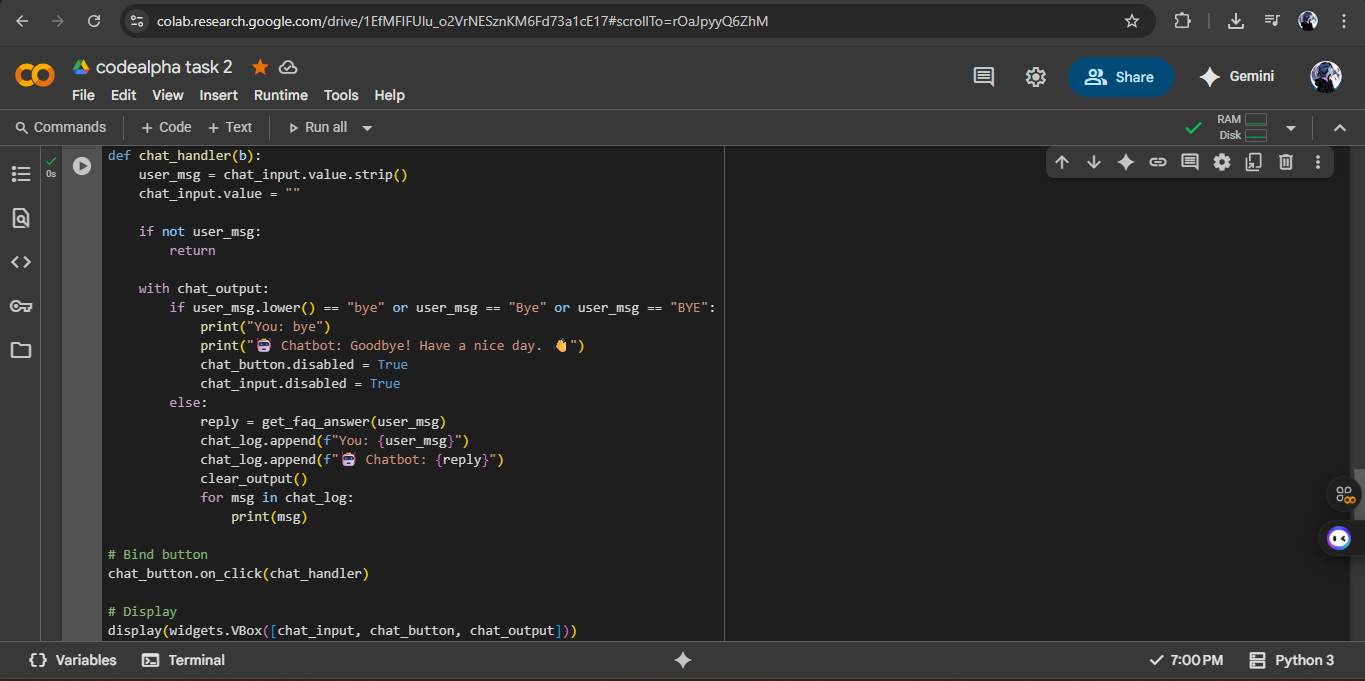 colab.research.google.com/drive/1EfMFIFUIu_o2VrNESznKM6Fd73a1cE17#scrollTo=rOaJpyyQ6ZhM
codealpha task 2
File Edit View Insert Runtime Tools Help
Share
Gemini
Commands + Code + Text Run all
RAM
Disk
0s
def chat_handler(b):
    user_msg = chat_input.value.strip()
    chat_input.value = ""
    if not user_msg:
        return
    with chat_output:
        if user_msg.lower() == "bye" or user_msg == "Bye" or user_msg == "BYE":
            print("You: bye")
            print("🤖 Chatbot: Goodbye! Have a nice day. 👋")
            chat_button.disabled = True
            chat_input.disabled = True
        else:
            reply = get_faq_answer(user_msg)
            chat_log.append(f"You: {user_msg}")
            chat_log.append(f"🤖 Chatbot: {reply}")
            clear_output()
            for msg in chat_log:
                print(msg)
# Bind button
chat_button.on_click(chat_handler)
# Display
display(widgets.VBox([chat_input, chat_button, chat_output]))
Variables Terminal
7:00 PM Python 3